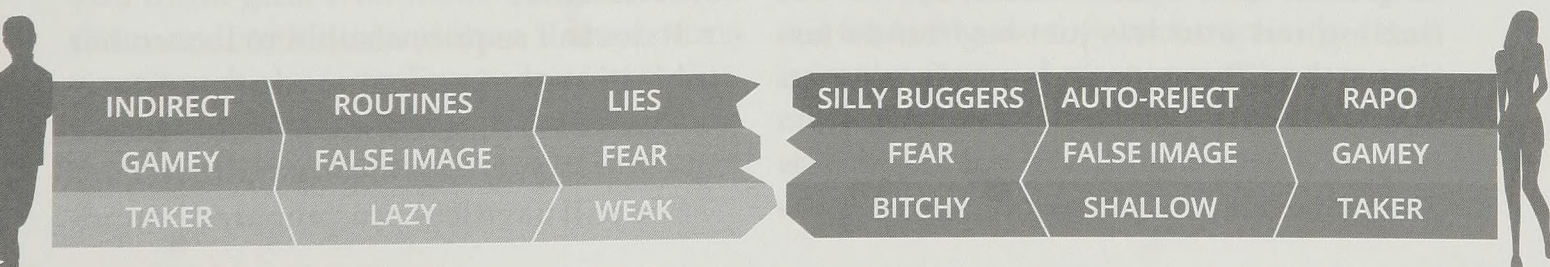 INDIRECT ROUTINES LIES SILLY BUGGERS AUTO-REJECT RAPO
GAMEY FALSE IMAGE FEAR FEAR FALSE IMAGE GAMEY
TAKER LAZY WEAK BITCHY SHALLOW TAKER